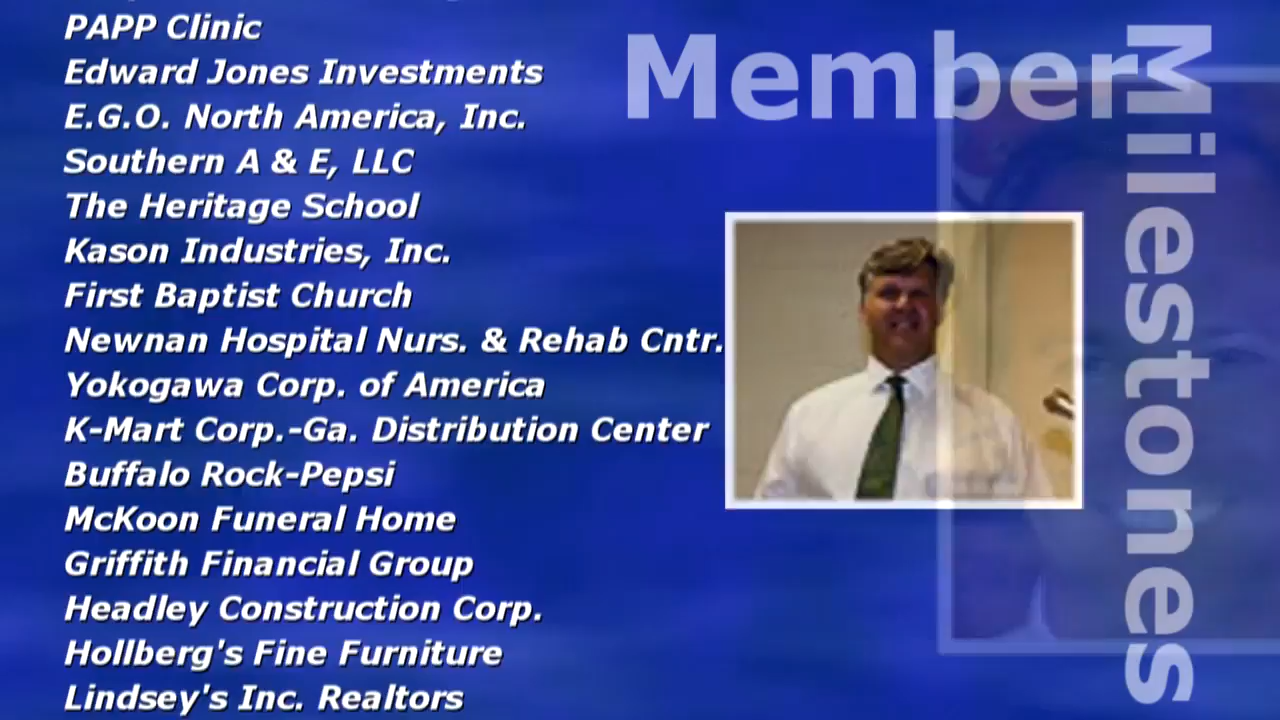 PAPP Clinic
Edward Jones Investments
E.G.O. North America, Inc.
Southern A & E, LLC
The Heritage School
Kason Industries, Inc.
First Baptist Church
Newnan Hospital Nurs. & Rehab Cntr.
Yokogawa Corp. of America
K-Mart Corp.-Ga. Distribution Center
Buffalo Rock-Pepsi
McKoon Funeral Home
Griffith Financial Group
Headley Construction Corp.
Hollberg's Fine Furniture
Lindsey's Inc. Realtors
Member
Milestones